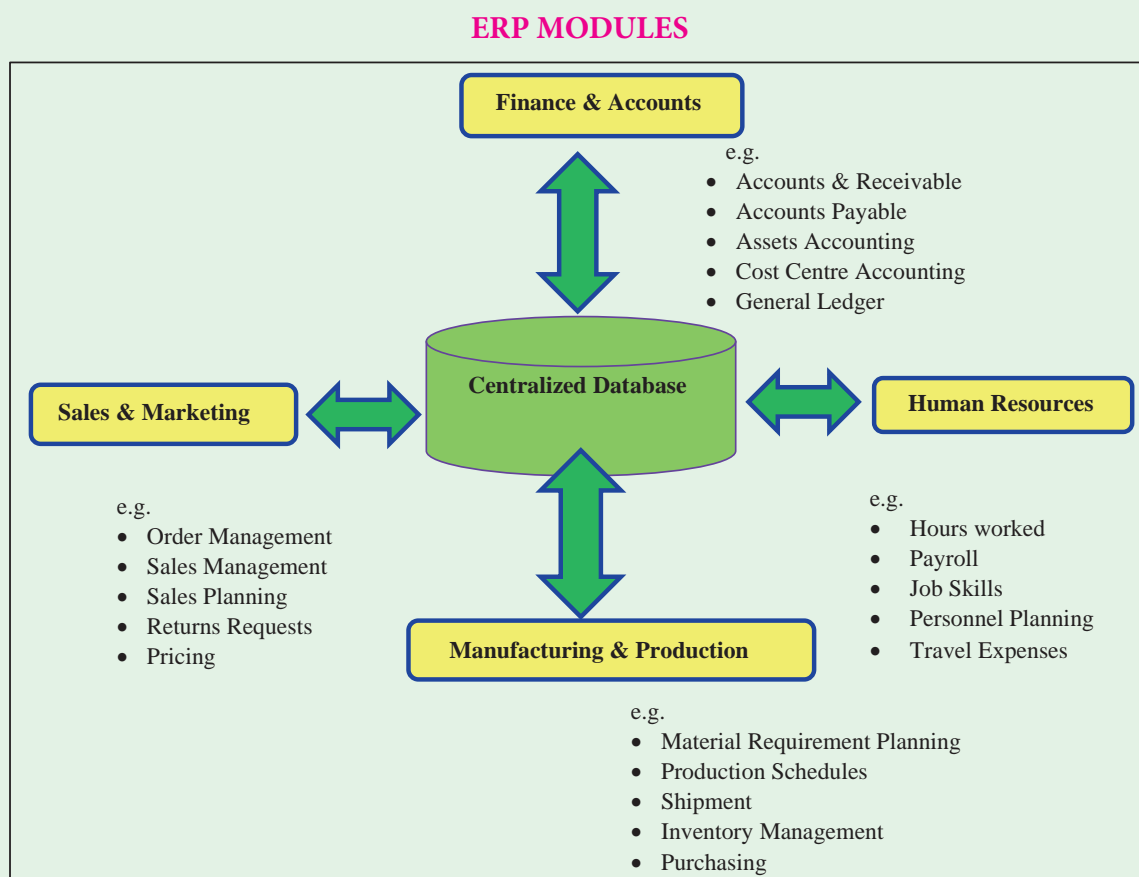 ERP MODULES
Finance & Accounts
e.g.
• Accounts & Receivable
• Accounts Payable
• Assets Accounting
• Cost Centre Accounting
• General Ledger
Centralized Database
Sales & Marketing
Human Resources
e.g.
• Order Management
• Sales Management
• Sales Planning
• Returns Requests
• Pricing
e.g.
• Hours worked
• Payroll
• Job Skills
• Personnel Planning
• Travel Expenses
Manufacturing & Production
e.g.
• Material Requirement Planning
• Production Schedules
• Shipment
• Inventory Management
• Purchasing